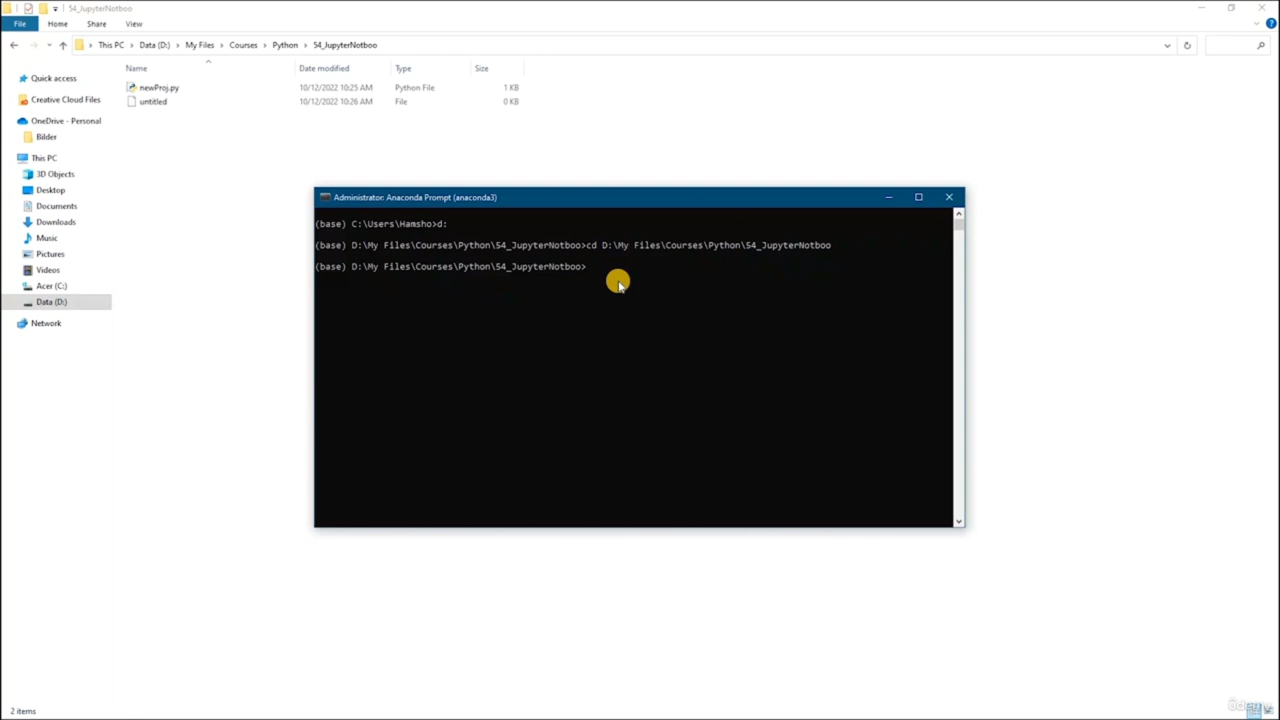 54_JupyterNotboo
File Home Share View
This PC Data (D:) My Files Courses Python 54_JupyterNotboo
Name Date modified Type Size
newProj.py 10/12/2022 10:25 AM Python File 1 KB
untitled 10/12/2022 10:26 AM File 0 KB
Quick access
Creative Cloud Files
OneDrive - Personal
Bilder
This PC
3D Objects
Desktop
Documents
Downloads
Music
Pictures
Videos
Acer (C:)
Data (D:)
Network
Administrator: Anaconda Prompt (anaconda3)
(base) C:\Users\Hamsho>d:
(base) D:\My Files\Courses\Python\54_JupyterNotboo>cd D:\My Files\Courses\Python\54_JupyterNotboo
(base) D:\My Files\Courses\Python\54_JupyterNotboo>
2 items